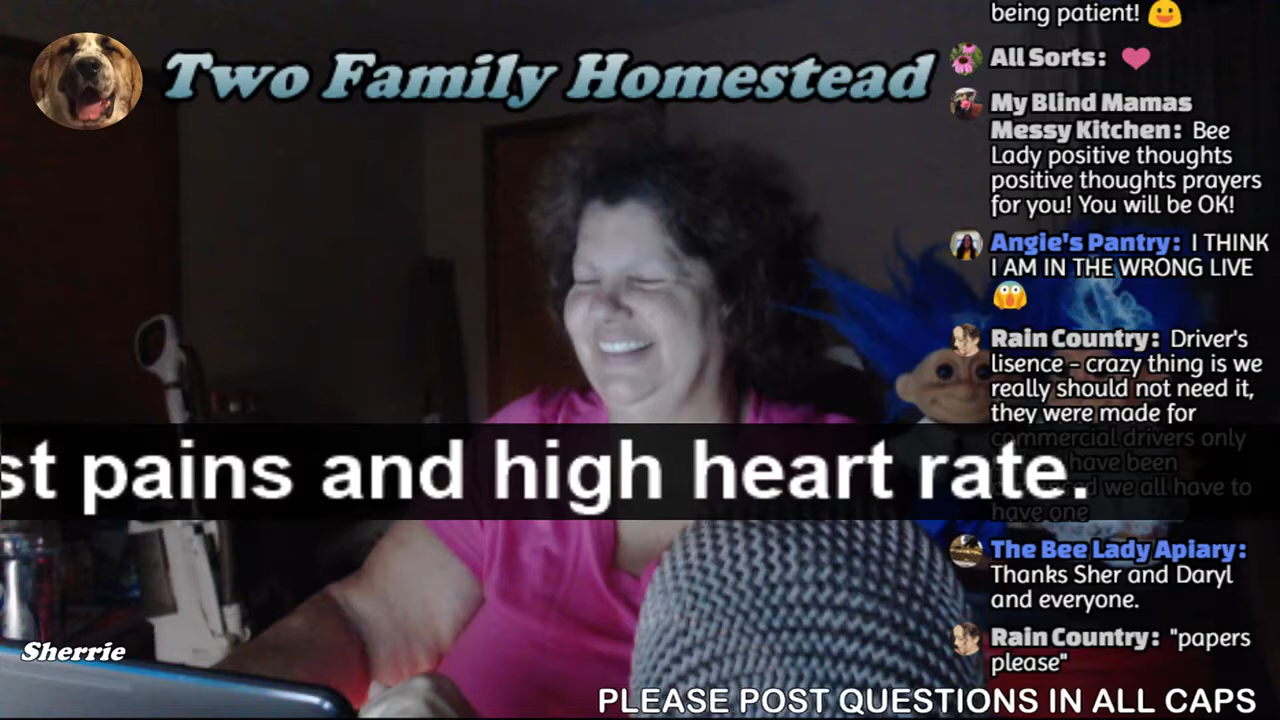 Two Family Homestead
being patient! 😃
All Sorts: ❤
My Blind Mamas
Messy Kitchen: Bee
Lady positive thoughts
positive thoughts prayers
for you! You will be OK!
Angie's Pantry: I THINK
I AM IN THE WRONG LIVE
😱
Rain Country: Driver's
lisence - crazy thing is we
really should not need it,
they were made for
commercial drivers only
have been
we all have to
have one
st pains and high heart rate.
The Bee Lady Apiary:
Thanks Sher and Daryl
and everyone.
Rain Country: "papers
please"
Sherrie
PLEASE POST QUESTIONS IN ALL CAPS